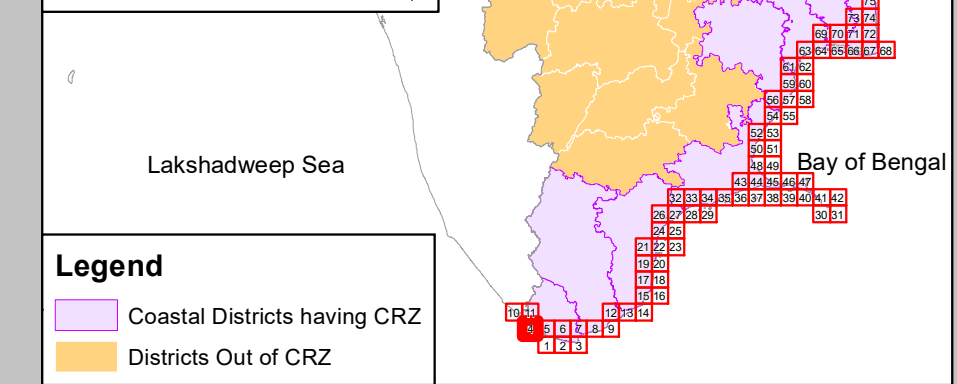 75
73 74
69 70 71 72
63 64 65 66 67 68
61 62
59 60
56 57 58
54 55
52 53
50 51
Lakshadweep Sea
48 49
Bay of Bengal
43 44 45 46 47
32 33 34 35 36 37 38 39 40 41 42
26 27 28 29
30 31
24 25
21 22 23
19 20
17 18
15 16
10 11
12 13 14
4 5 6 7 8 9
1 2 3
Legend
Coastal Districts having CRZ
Districts Out of CRZ